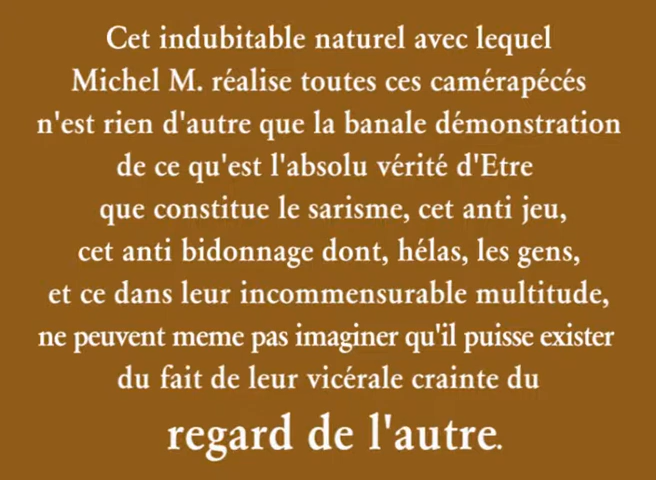 Cet indubitable naturel avec lequel
Michel M. réalise toutes ces camérapécés
n'est rien d'autre que la banale démonstration
de ce qu'est l'absolu vérité d'Etre
que constitue le sarisme, cet anti jeu,
cet anti bidonnage dont, hélas, les gens,
et ce dans leur incommensurable multitude,
ne peuvent meme pas imaginer qu'il puisse exister
du fait de leur vicérale crainte du
regard de l'autre.